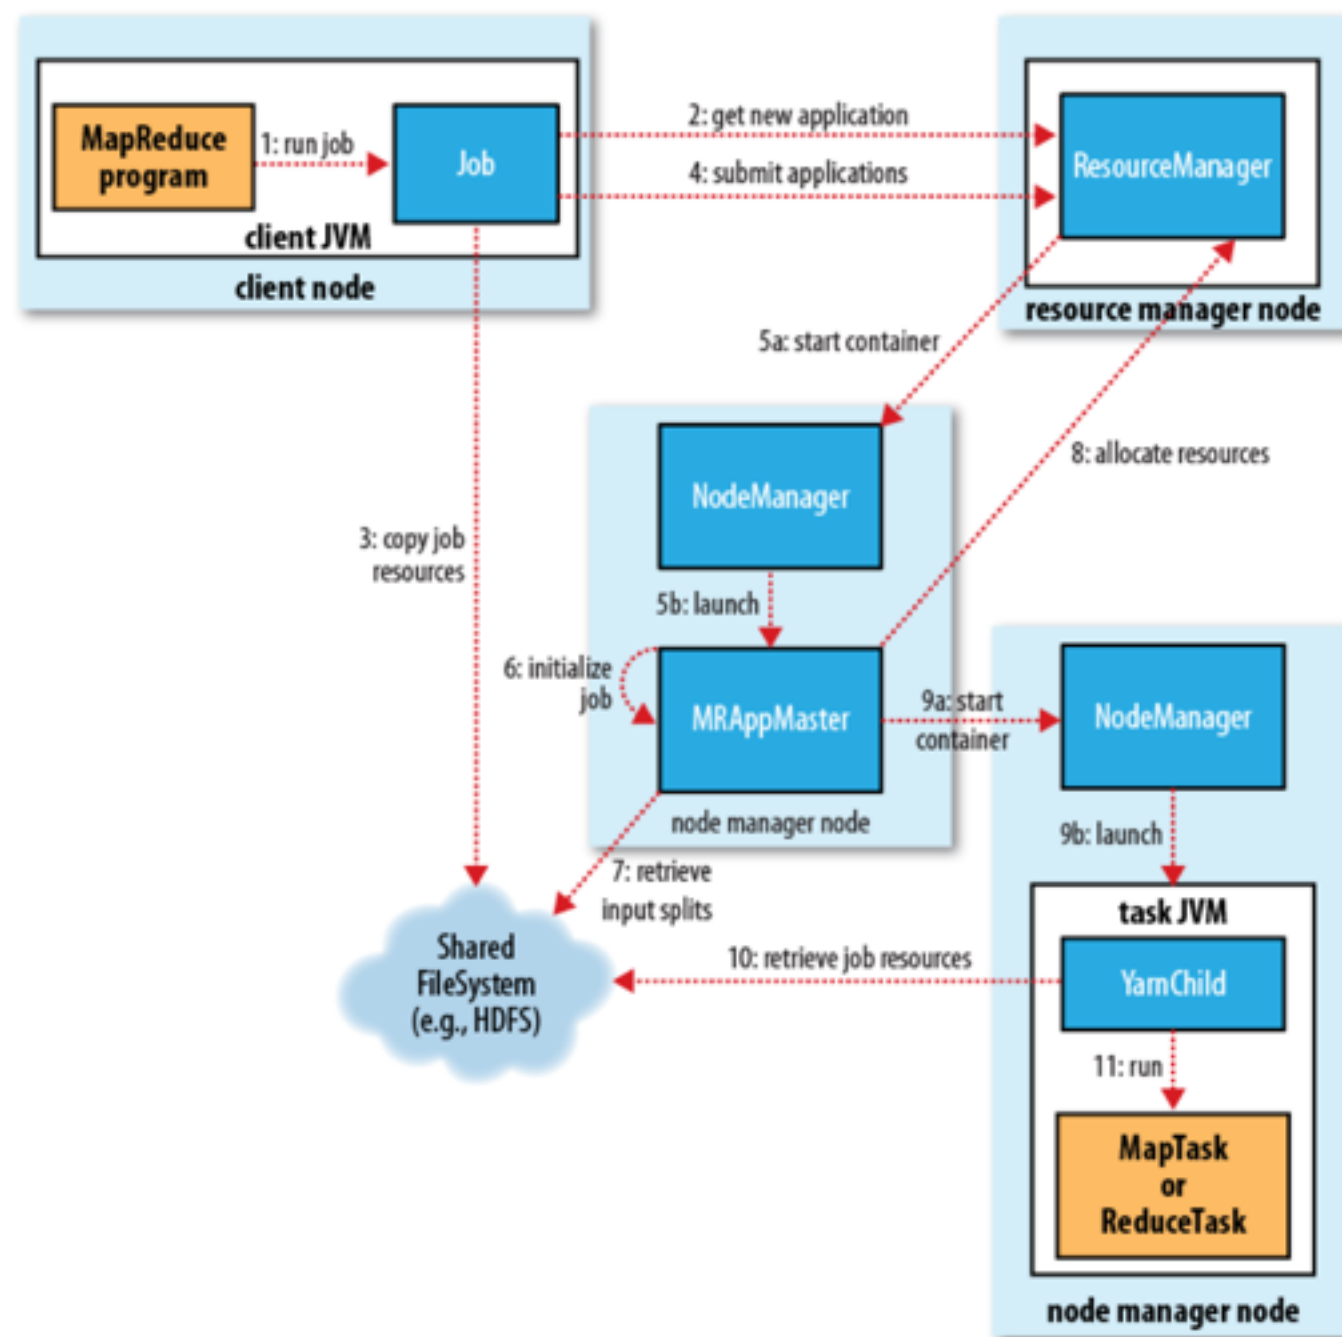 MapReduce
program
1: run job
Job
client JVM
client node
2: get new application
4: submit applications
ResourceManager
resource manager node
5a: start container
8: allocate resources
3: copy job
resources
NodeManager
5b: launch
6: initialize
job
MRAppMaster
node manager node
9a: start
container
NodeManager
9b: launch
7: retrieve
input splits
task JVM
Shared
FileSystem
(e.g., HDFS)
10: retrieve job resources
YarnChild
11: run
MapTask
or
ReduceTask
node manager node